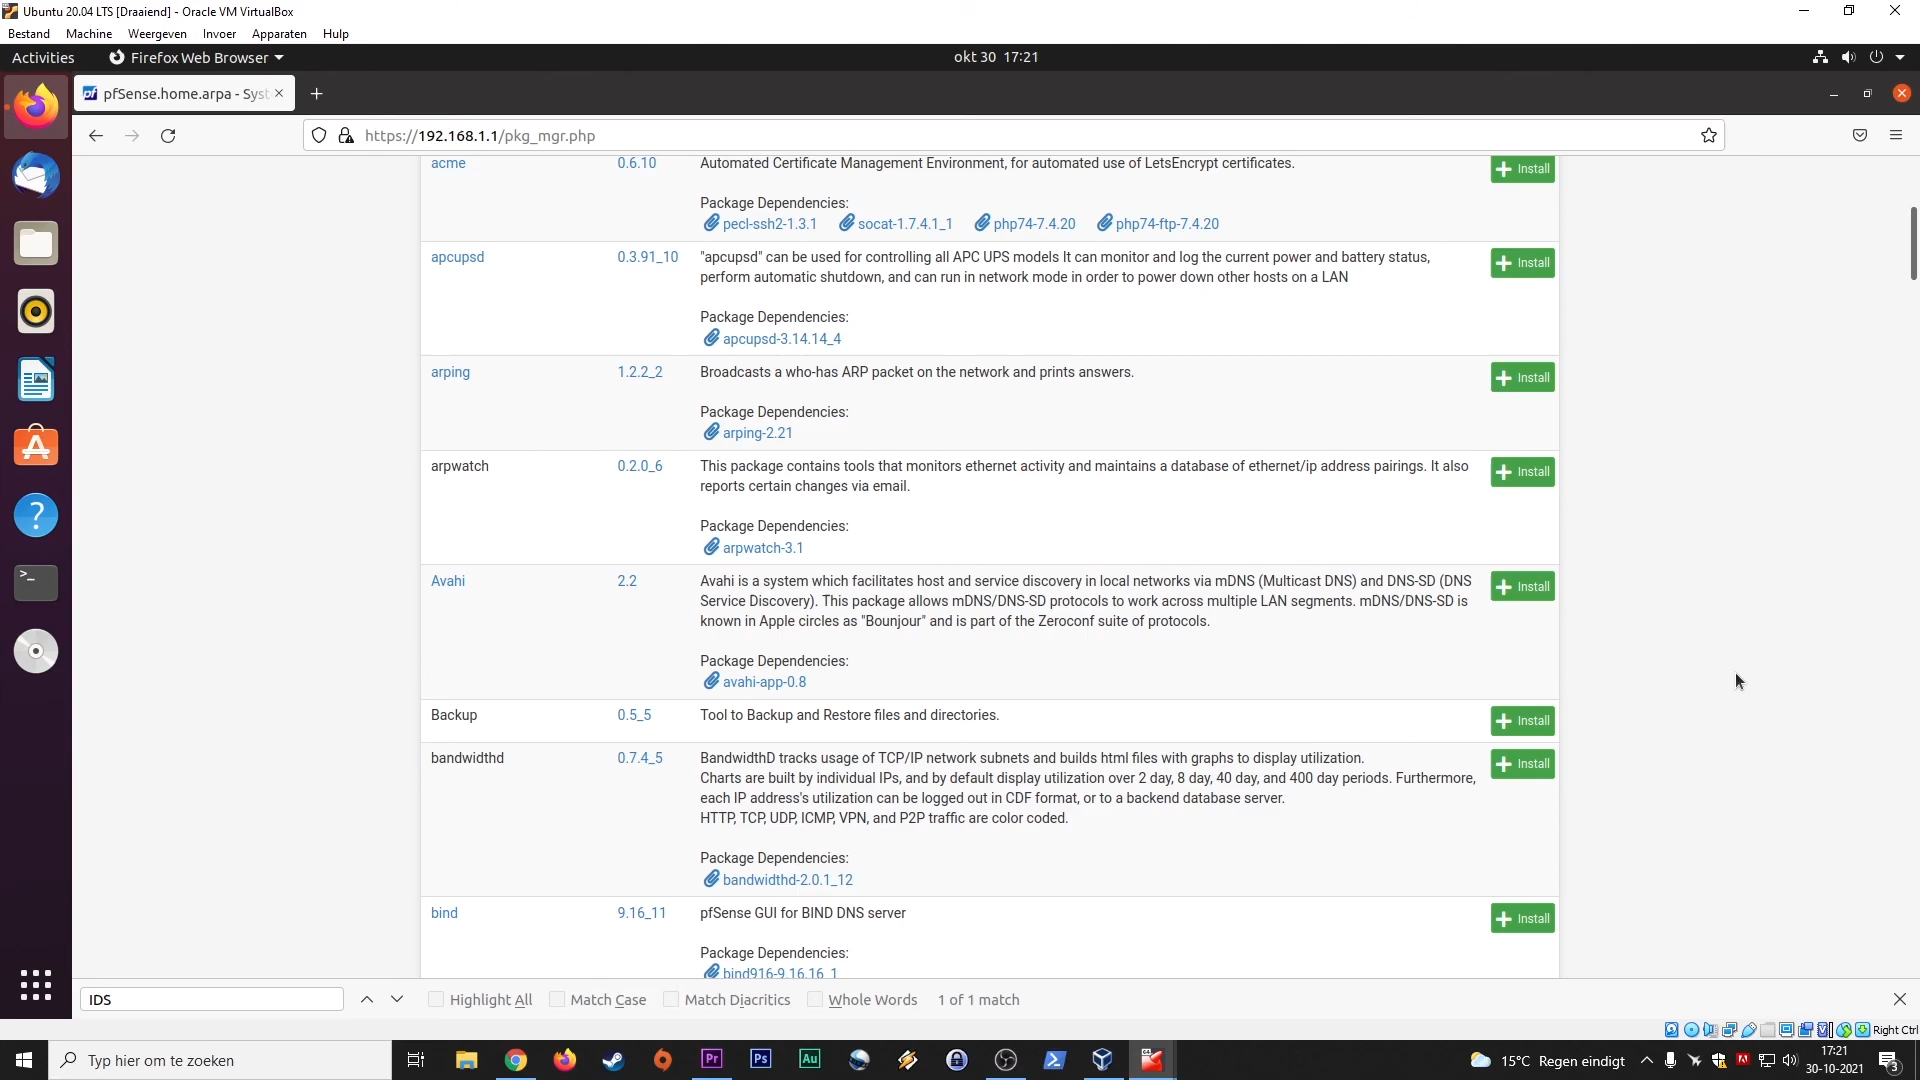 Ubuntu 20.04 LTS [Draaiend] - Oracle VM VirtualBox
Bestand Machine Weergeven Invoer Apparaten Hulp
Activities Firefox Web Browser okt 30 17:21
pfSense.home.arpa - Syst
https://192.168.1.1/pkg_mgr.php
acme 0.6.10 Automated Certificate Management Environment, for automated use of LetsEncrypt certificates. Install
Package Dependencies:
pecl-ssh2-1.3.1 socat-1.7.4.1_1 php74-7.4.20 php74-ftp-7.4.20
apcupsd 0.3.91_10 "apcupsd" can be used for controlling all APC UPS models It can monitor and log the current power and battery status, Install
perform automatic shutdown, and can run in network mode in order to power down other hosts on a LAN
Package Dependencies:
apcupsd-3.14.14_4
arping 1.2.2_2 Broadcasts a who-has ARP packet on the network and prints answers. Install
Package Dependencies:
arping-2.21
arpwatch 0.2.0_6 This package contains tools that monitors ethernet activity and maintains a database of ethernet/ip address pairings. It also Install
reports certain changes via email.
Package Dependencies:
arpwatch-3.1
Avahi 2.2 Avahi is a system which facilitates host and service discovery in local networks via mDNS (Multicast DNS) and DNS-SD (DNS Install
Service Discovery). This package allows mDNS/DNS-SD protocols to work across multiple LAN segments. mDNS/DNS-SD is
known in Apple circles as "Bounjour" and is part of the Zeroconf suite of protocols.
Package Dependencies:
avahi-app-0.8
Backup 0.5_5 Tool to Backup and Restore files and directories. Install
bandwidthd 0.7.4_5 BandwidthD tracks usage of TCP/IP network subnets and builds html files with graphs to display utilization. Install
Charts are built by individual IPs, and by default display utilization over 2 day, 8 day, 40 day, and 400 day periods. Furthermore,
each IP address's utilization can be logged out in CDF format, or to a backend database server.
HTTP, TCP, UDP, ICMP, VPN, and P2P traffic are color coded.
Package Dependencies:
bandwidthd-2.0.1_12
bind 9.16_11 pfSense GUI for BIND DNS server Install
Package Dependencies:
bind916-9.16.16_1
IDS Highlight All Match Case Match Diacritics Whole Words 1 of 1 match
Right Ctrl
Typ hier om te zoeken Pr Ps Au 15°C Regen eindigt 17:21
30-10-2021 3